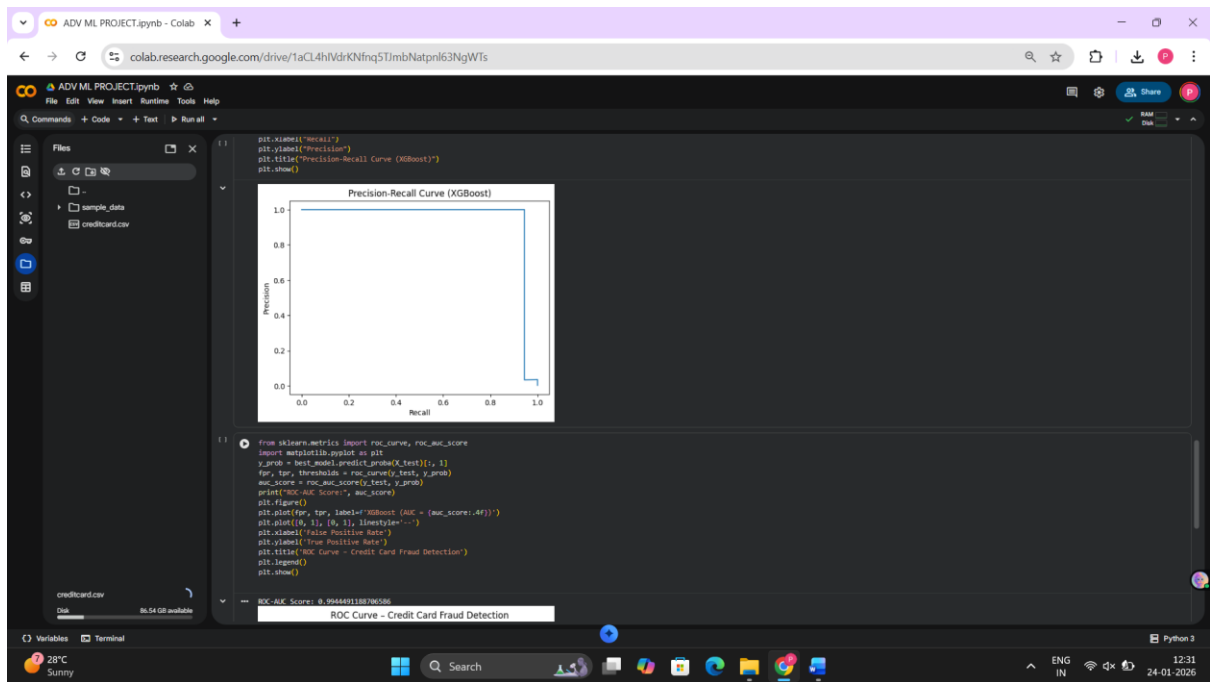 ADV ML PROJECT.ipynb - Colab
colab.research.google.com/drive/1aCL4hIVdrKNfnq5TJmbNatpnl63NgWTs
P
ADV ML PROJECT.ipynb
File Edit View Insert Runtime Tools Help
Share
P
Commands + Code + Text Run all
RAM
Disk
Files
..
sample_data
creditcard.csv
plt.xlabel("Recall")
plt.ylabel("Precision")
plt.title("Precision-Recall Curve (XGBoost)")
plt.show()
Precision-Recall Curve (XGBoost)
1.0
0.8
0.6
0.4
0.2
0.0
Precision
0.0 0.2 0.4 0.6 0.8 1.0
Recall
from sklearn.metrics import roc_curve, roc_auc_score
import matplotlib.pyplot as plt
y_prob = best_model.predict_proba(X_test)[:, 1]
fpr, tpr, thresholds = roc_curve(y_test, y_prob)
auc_score = roc_auc_score(y_test, y_prob)
print("ROC-AUC Score:", auc_score)
plt.figure()
plt.plot(fpr, tpr, label=f'XGBoost (AUC = {auc_score:.4f})')
plt.plot([0, 1], [0, 1], linestyle='--')
plt.xlabel('False Positive Rate')
plt.ylabel('True Positive Rate')
plt.title('ROC Curve - Credit Card Fraud Detection')
plt.legend()
plt.show()
ROC-AUC Score: 0.9944491188706586
ROC Curve - Credit Card Fraud Detection
creditcard.csv
Disk 86.54 GB available
Variables Terminal
Python 3
7
28°C
Sunny
Search
ENG
IN
12:31
24-01-2026